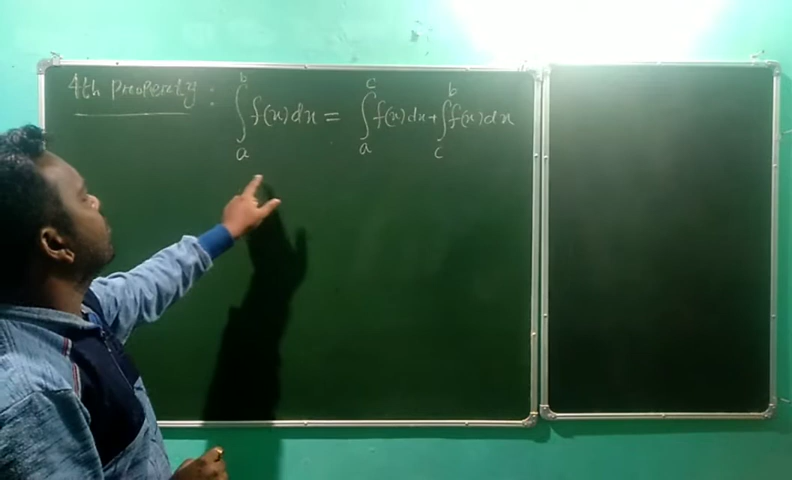 4th Property : ∫_a^b f(x) dx = ∫_a^c f(x) dx + ∫_c^b f(x) dx